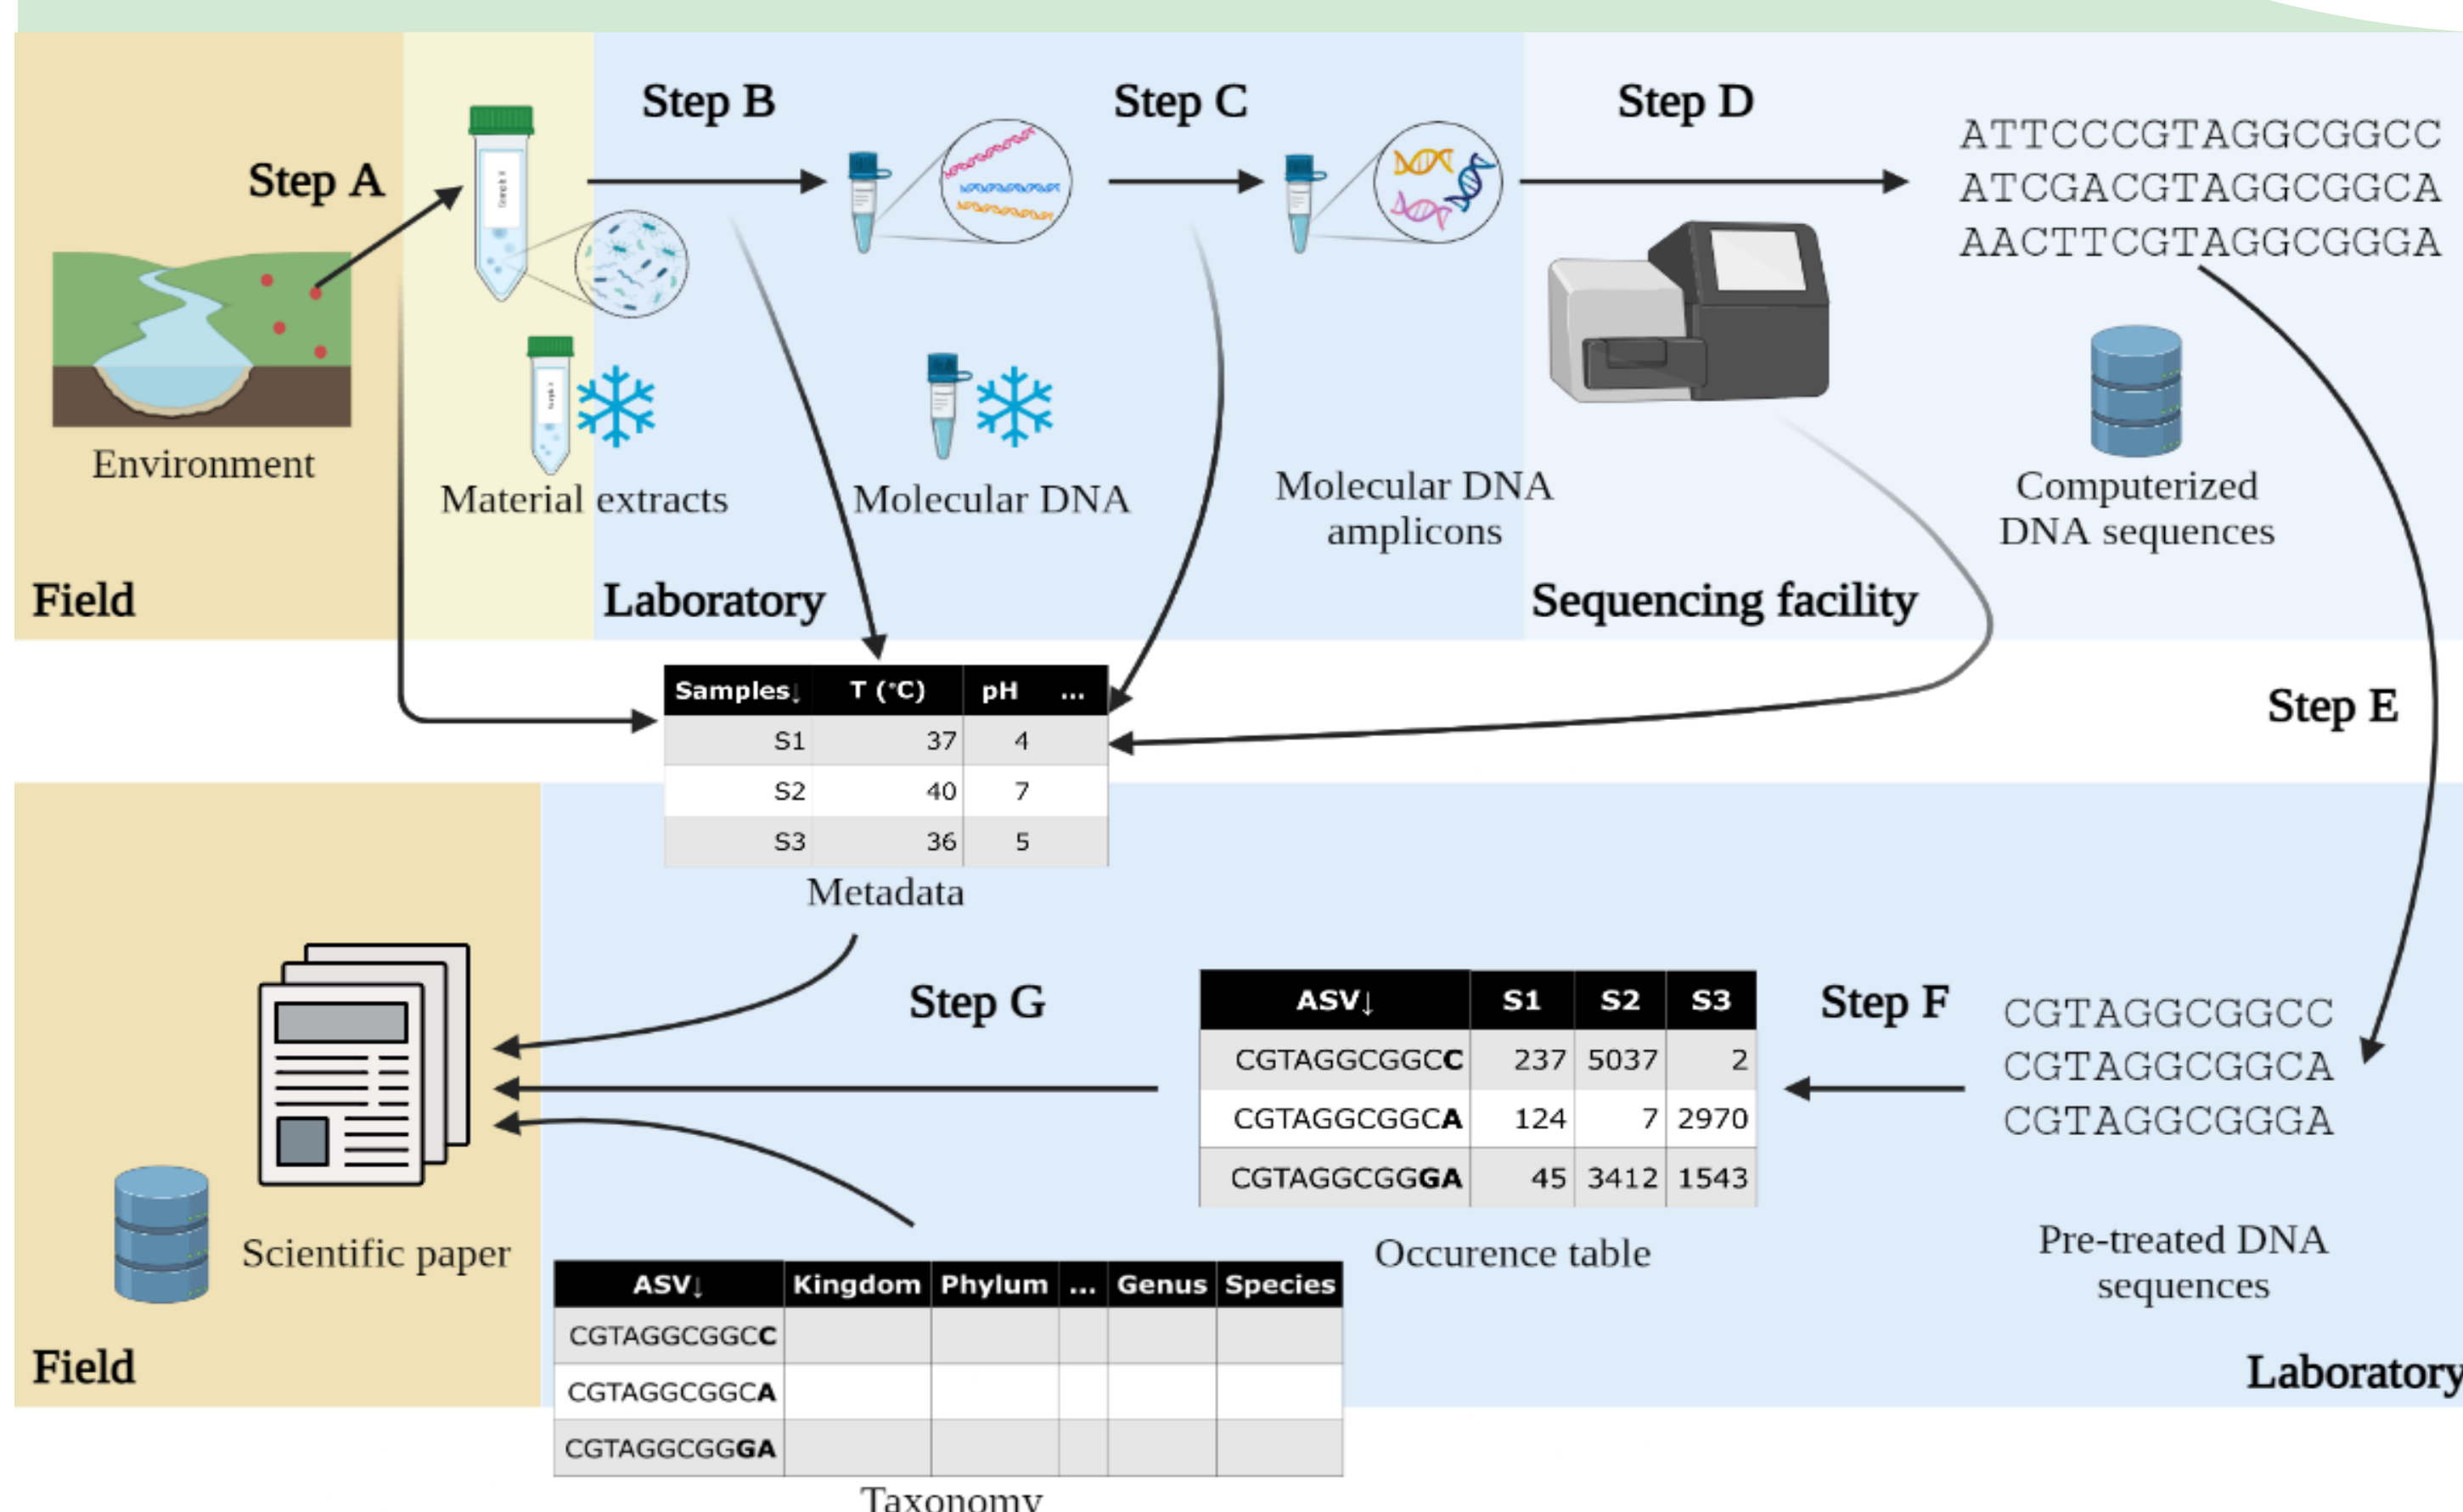 Step A
Step B
Step C
Step D
ATTCCCGTAGGCGGCC
ATCGACGTAGGCGGCA
AACTTCGTAGGCGGGA
Environment
Material extracts
Molecular DNA
Molecular DNA
amplicons
Computerized
DNA sequences
Field
Laboratory
Sequencing facility
Step E
Samples↓ T (°C) pH ...
S1 37 4
S2 40 7
S3 36 5
Metadata
Step G
Step F
ASV↓ S1 S2 S3
CGTAGGCGGCC 237 5037 2
CGTAGGCGGCA 124 7 2970
CGTAGGCGGGA 45 3412 1543
Occurence table
CGTAGGCGGCC
CGTAGGCGGCA
CGTAGGCGGGA
Pre-treated DNA
sequences
Scientific paper
ASV↓ Kingdom Phylum ... Genus Species
CGTAGGCGGCC
CGTAGGCGGCA
CGTAGGCGGGA
Taxonomy
Field
Laboratory